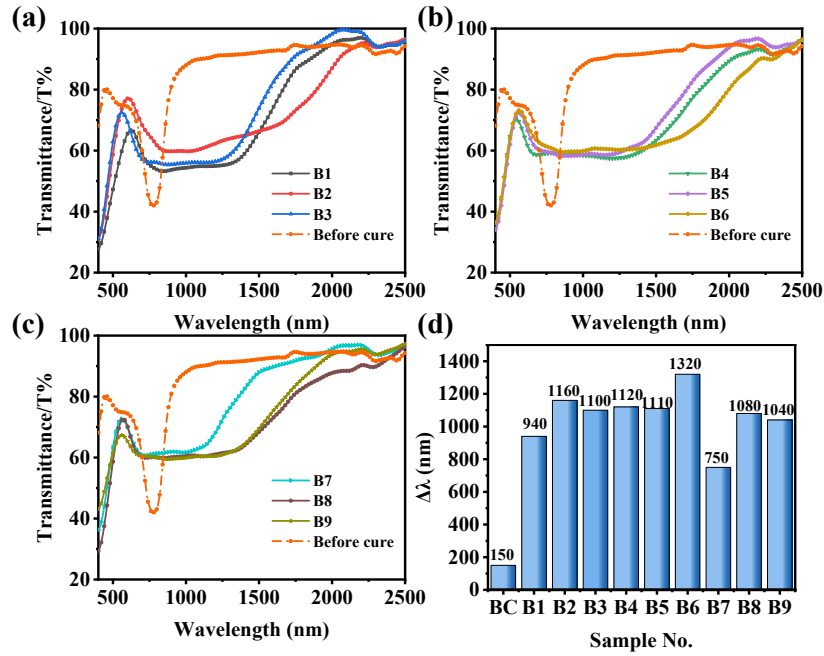 (a)
Transmittance/T%
100
80
60
40
20
B1
B2
B3
Before cure
500 1000 1500 2000 2500
Wavelength (nm)
(b)
Transmittance/T%
100
80
60
40
20
B4
B5
B6
Before cure
500 1000 1500 2000 2500
Wavelength (nm)
(c)
Transmittance/T%
100
80
60
40
20
B7
B8
B9
Before cure
500 1000 1500 2000 2500
Wavelength (nm)
(d)
Δλ (nm)
1400
1200
1000
800
600
400
200
0
150 940 1160 1100 1120 1110 1320 750 1080 1040
BC B1 B2 B3 B4 B5 B6 B7 B8 B9
Sample No.